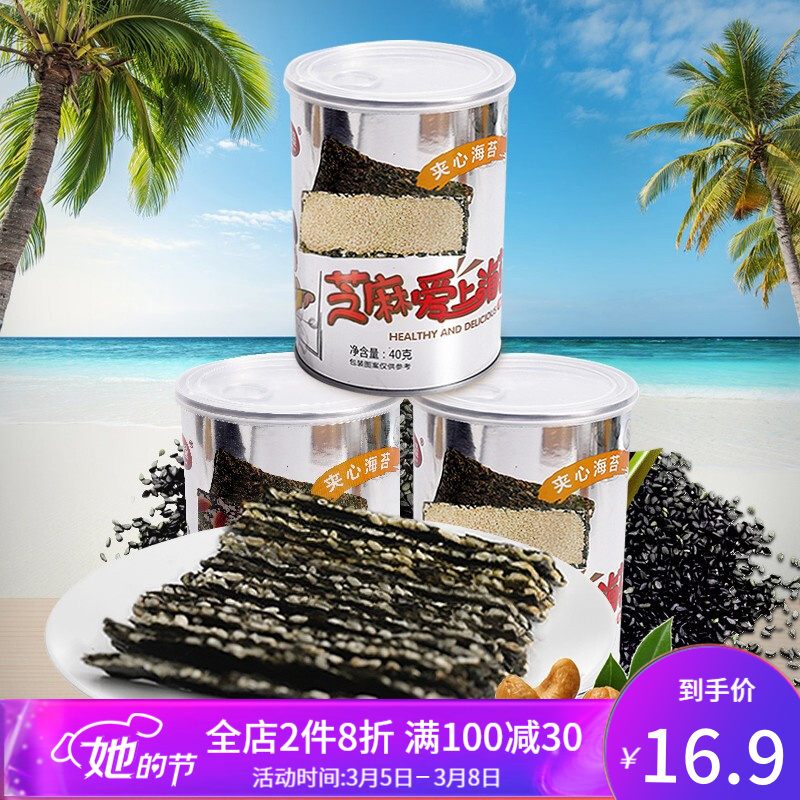 夹心海苔
芝麻爱上海
HEALTHY AND DELICIOUS
净含量：40克
包装图案仅供参考
夹心海苔
夹心海苔
她的节
全店2件8折 满100减30
活动时间:3月5日-3月8日
到手价
¥16.9